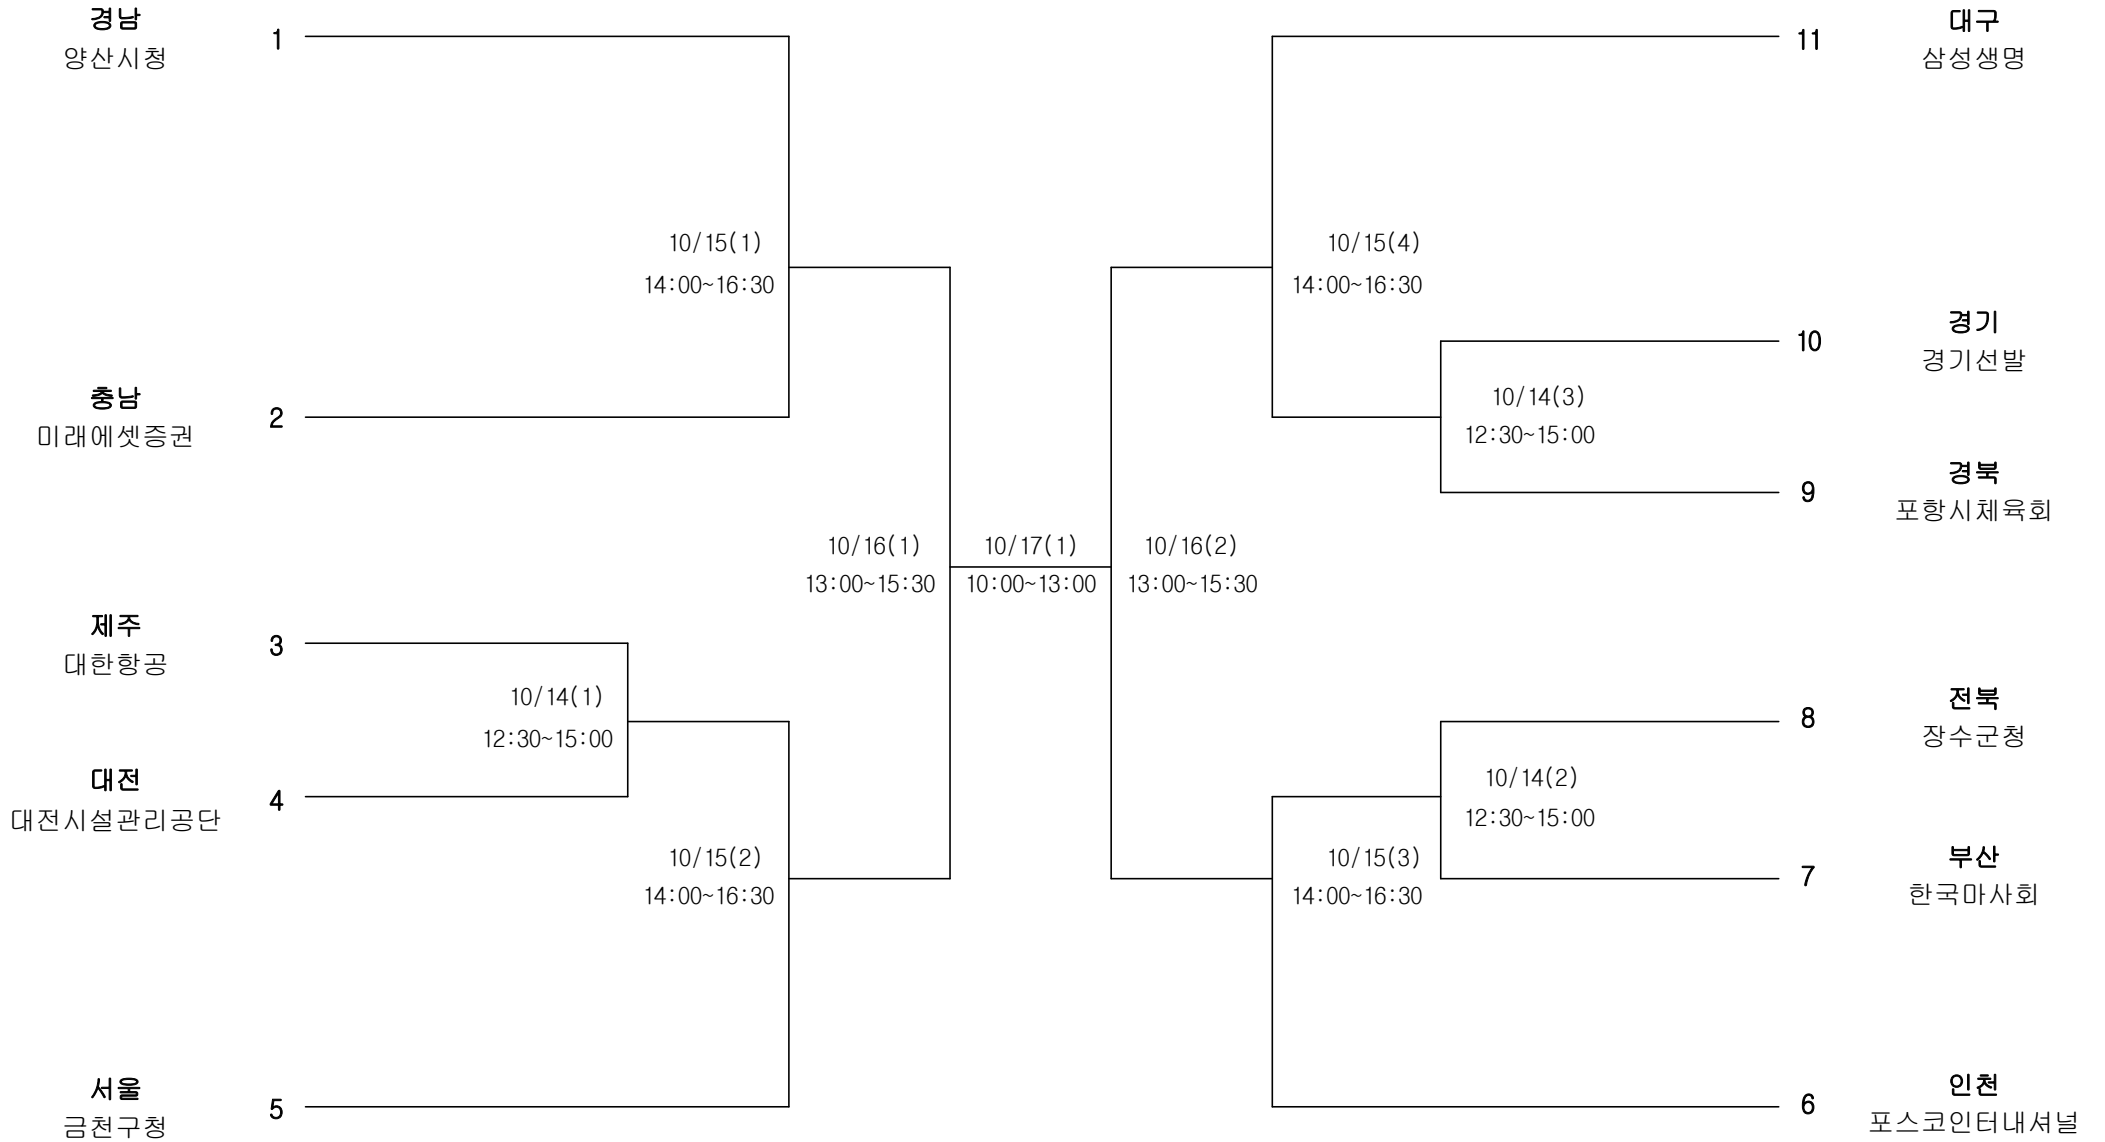 경남
양산시청
1
충남
미래에셋증권
2
제주
대한항공
3
대전
대전시설관리공단
4
서울
금천구청
5
10/14(1)
12:30~15:00
10/15(1)
14:00~16:30
10/15(2)
14:00~16:30
10/16(1)
13:00~15:30
10/17(1)
10:00~13:00
10/16(2)
13:00~15:30
10/15(4)
14:00~16:30
10/15(3)
14:00~16:30
10/14(3)
12:30~15:00
10/14(2)
12:30~15:00
11
대구
삼성생명
10
경기
경기선발
9
경북
포항시체육회
8
전북
장수군청
7
부산
한국마사회
6
인천
포스코인터내셔널